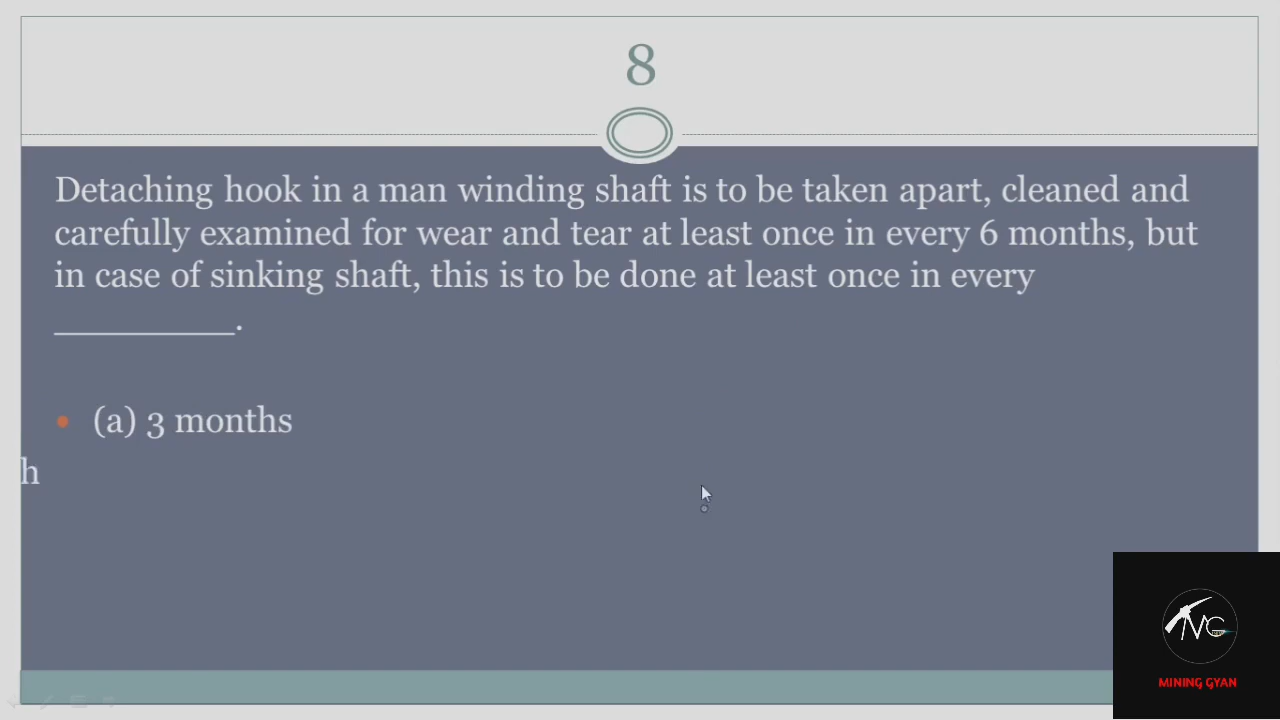 8
Detaching hook in a man winding shaft is to be taken apart, cleaned and
carefully examined for wear and tear at least once in every 6 months, but
in case of sinking shaft, this is to be done at least once in every
__________.
• (a) 3 months
h
MG
MINING GYAN